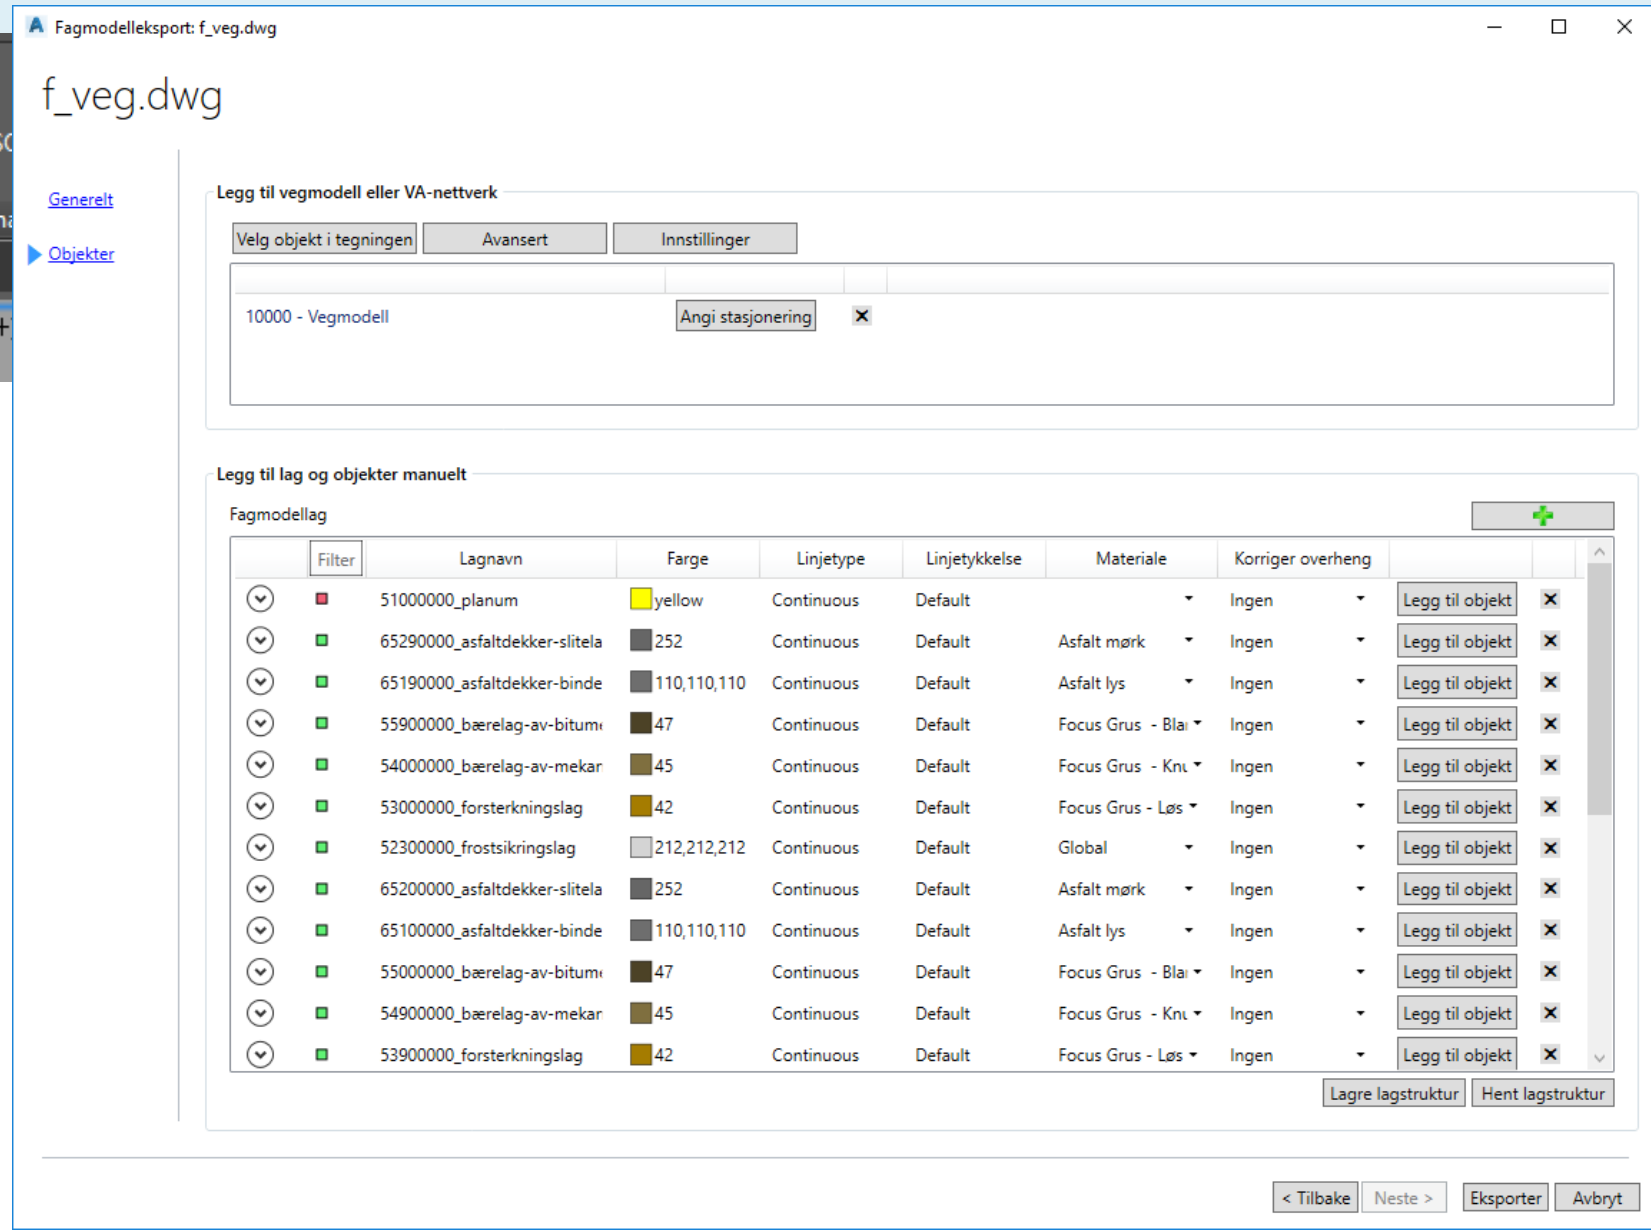 Fagmodelleksport: f_veg.dwg
f_veg.dwg
Generelt
Objekter
Legg til vegmodell eller VA-nettverk
Velg objekt i tegningen Avansert Innstillinger
10000 - Vegmodell Angi stasjonering
Legg til lag og objekter manuelt
Fagmodellag
Filter Lagnavn Farge Linjetype Linjetykkelse Materiale Korriger overheng
51000000_planum yellow Continuous Default Ingen Legg til objekt
65290000_asfaltdekker-slitela 252 Continuous Default Asfalt mørk Ingen Legg til objekt
65190000_asfaltdekker-binde 110,110,110 Continuous Default Asfalt lys Ingen Legg til objekt
55900000_bærelag-av-bitum 47 Continuous Default Focus Grus - Bla Ingen Legg til objekt
54000000_bærelag-av-mekan 45 Continuous Default Focus Grus - Knu Ingen Legg til objekt
53000000_forsterkningslag 42 Continuous Default Focus Grus - Løs Ingen Legg til objekt
52300000_frostsikringslag 212,212,212 Continuous Default Global Ingen Legg til objekt
65200000_asfaltdekker-slitela 252 Continuous Default Asfalt mørk Ingen Legg til objekt
65100000_asfaltdekker-binde 110,110,110 Continuous Default Asfalt lys Ingen Legg til objekt
55000000_bærelag-av-bitum 47 Continuous Default Focus Grus - Bla Ingen Legg til objekt
54900000_bærelag-av-mekan 45 Continuous Default Focus Grus - Knu Ingen Legg til objekt
53900000_forsterkningslag 42 Continuous Default Focus Grus - Løs Ingen Legg til objekt
Lagre lagstruktur Hent lagstruktur
< Tilbake Neste > Eksporter Avbryt